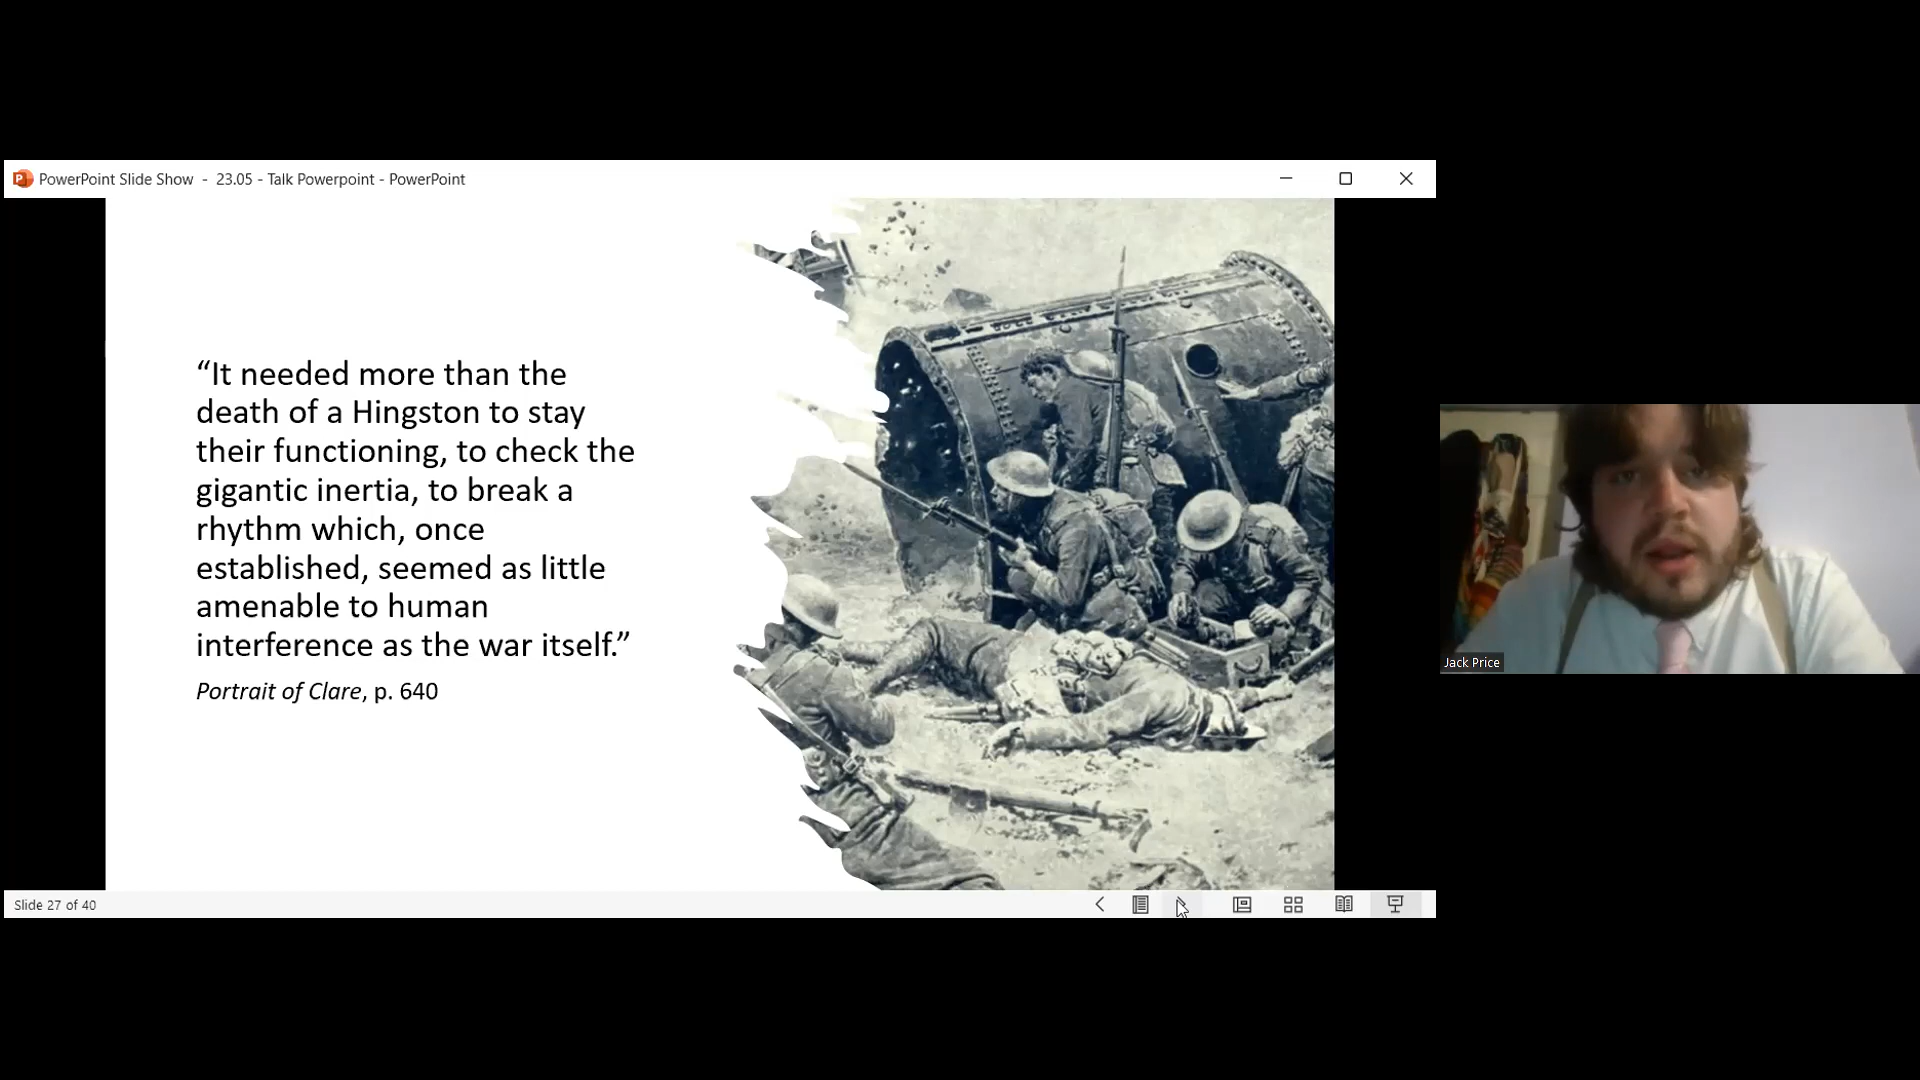 PowerPoint Slide Show - 23.05 - Talk Powerpoint - PowerPoint
“It needed more than the
death of a Hingston to stay
their functioning, to check the
gigantic inertia, to break a
rhythm which, once
established, seemed as little
amenable to human
interference as the war itself.”
Portrait of Clare, p. 640
Jack Price
Slide 27 of 40